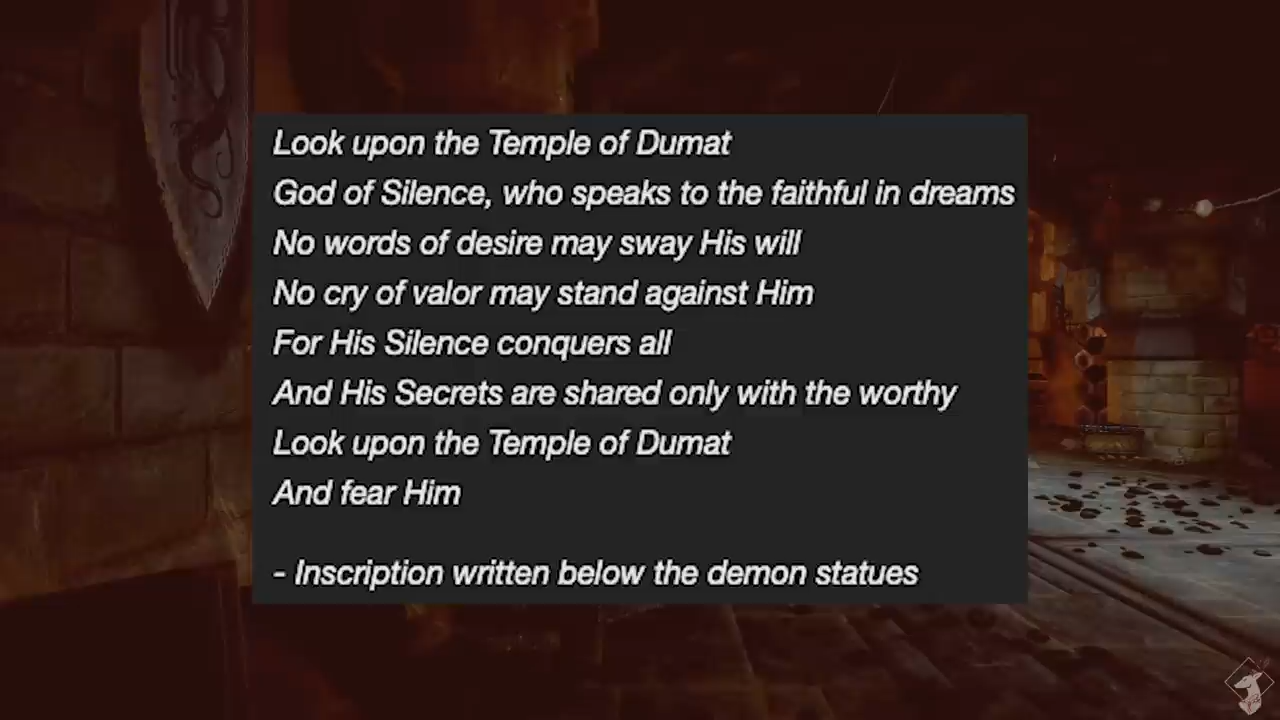 Look upon the Temple of Dumat
God of Silence, who speaks to the faithful in dreams
No words of desire may sway His will
No cry of valor may stand against Him
For His Silence conquers all
And His Secrets are shared only with the worthy
Look upon the Temple of Dumat
And fear Him
- Inscription written below the demon statues